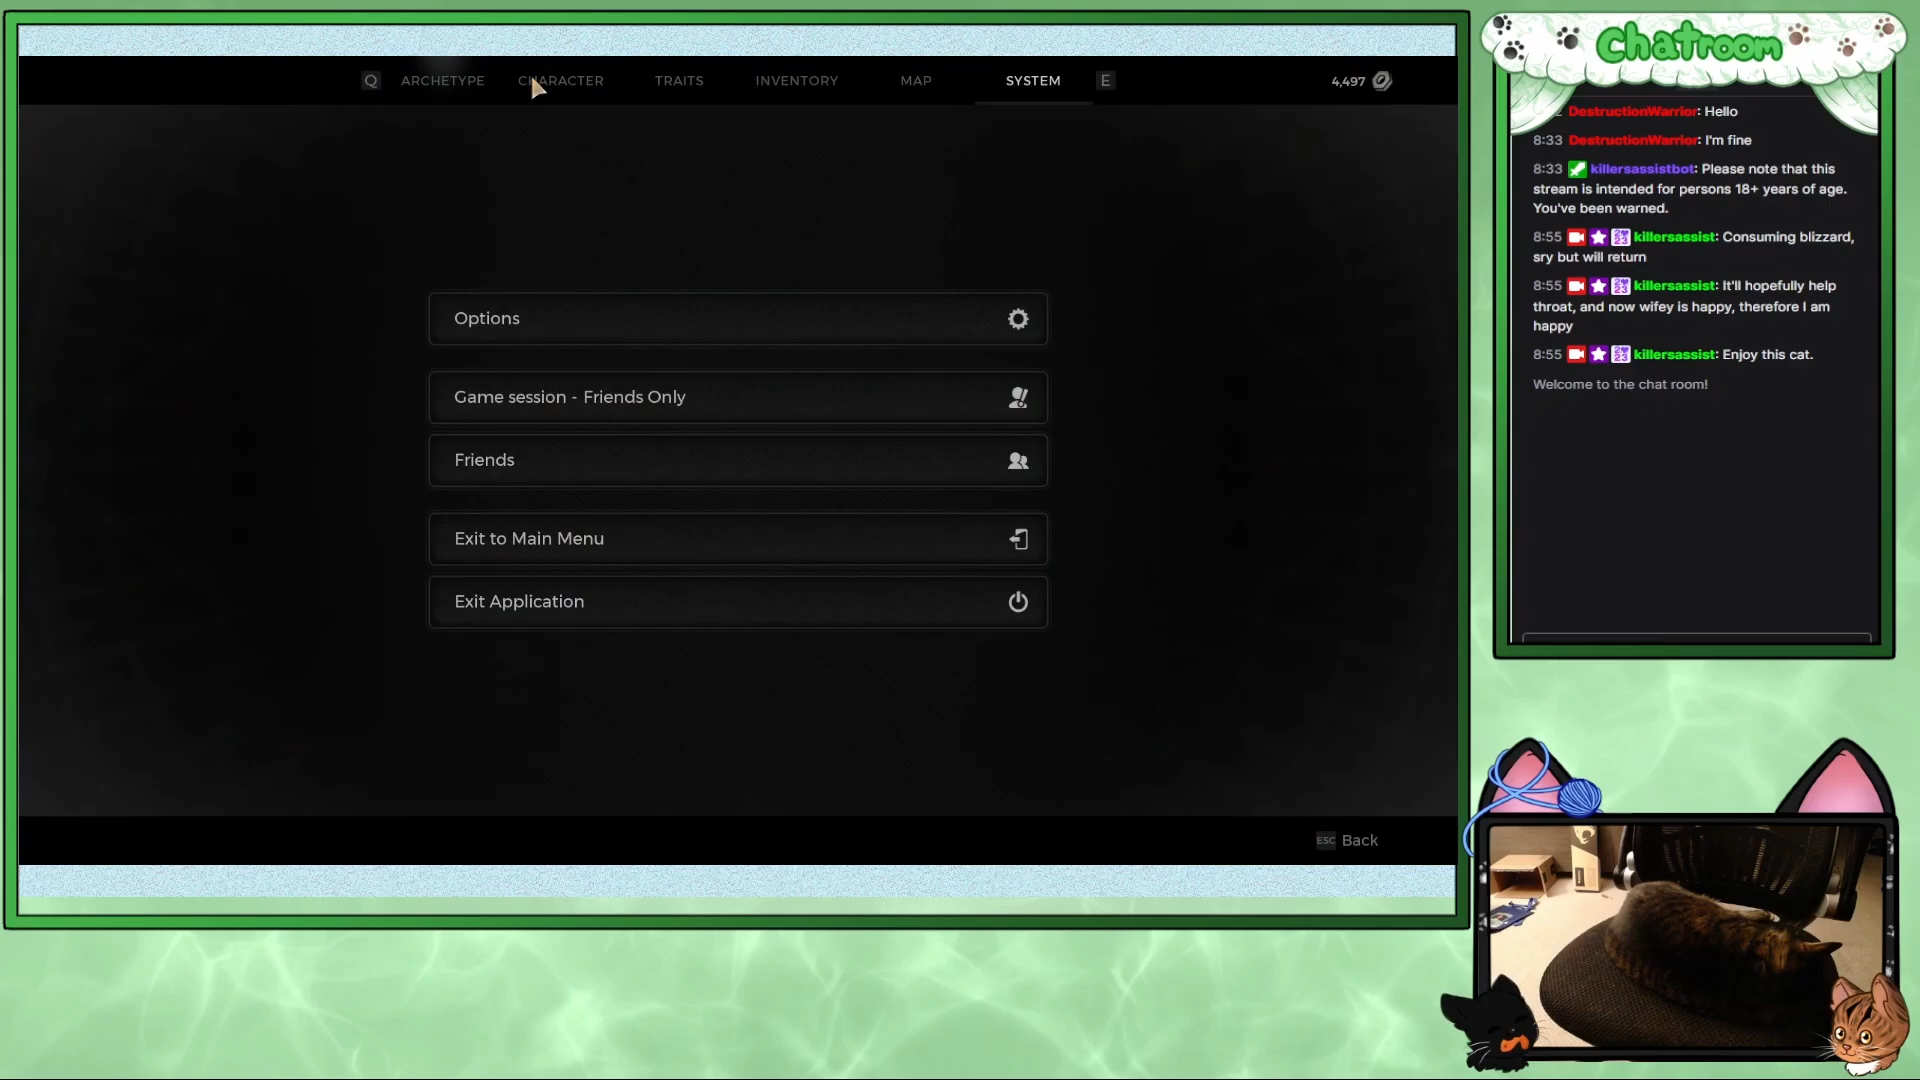 Q ARCHETYPE CHARACTER TRAITS INVENTORY MAP SYSTEM E 4,497
Options
Game session - Friends Only
Friends
Exit to Main Menu
Exit Application
ESC Back
Chatroom
DestructionWarrior: Hello
8:33 DestructionWarrior: I'm fine
8:33 killersassistbot: Please note that this
stream is intended for persons 18+ years of age.
You've been warned.
8:55 killersassist: Consuming blizzard,
sry but will return
8:55 killersassist: It'll hopefully help
throat, and now wifey is happy, therefore I am
happy
8:55 killersassist: Enjoy this cat.
Welcome to the chat room!